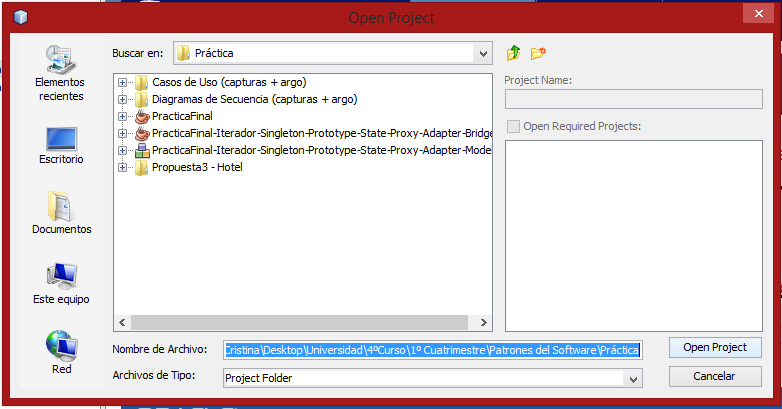 Open Project
Buscar en:
Práctica
Elementos
recientes
Escritorio
Documentos
Este equipo
Red
Casos de Uso (capturas + argo)
Diagramas de Secuencia (capturas + argo)
PracticaFinal
PracticaFinal-Iterador-Singleton-Prototype-State-Proxy-Adapter-Bridge
PracticaFinal-Iterador-Singleton-Prototype-State-Proxy-Adapter-Mode
Propuesta3 - Hotel
Project Name:
Open Required Projects:
Nombre de Archivo:
Cristina\Desktop\Universidad\4ºCurso\1º Cuatrimestre\Patrones del Software\Práctica
Open Project
Archivos de Tipo:
Project Folder
Cancelar